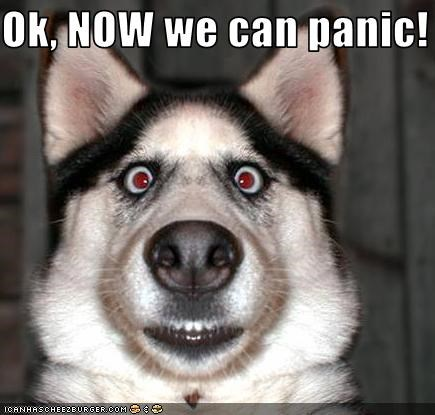 Ok, NOW we can panic!
ICANHASCHEEZBURGER.COM